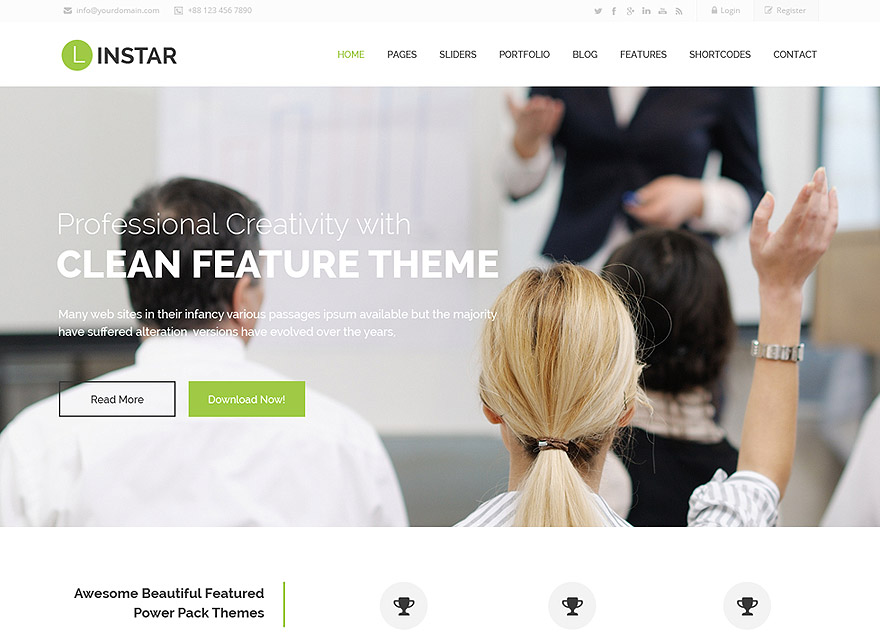 info@yourdomain.com +88 123 456 7890 Login Register
L INSTAR HOME PAGES SLIDERS PORTFOLIO BLOG FEATURES SHORTCODES CONTACT
Professional Creativity with
CLEAN FEATURE THEME
Many web sites in their infancy various passages ipsum available but the majority
have suffered alteration versions have evolved over the years,
Read More Download Now!
Awesome Beautiful Featured
Power Pack Themes